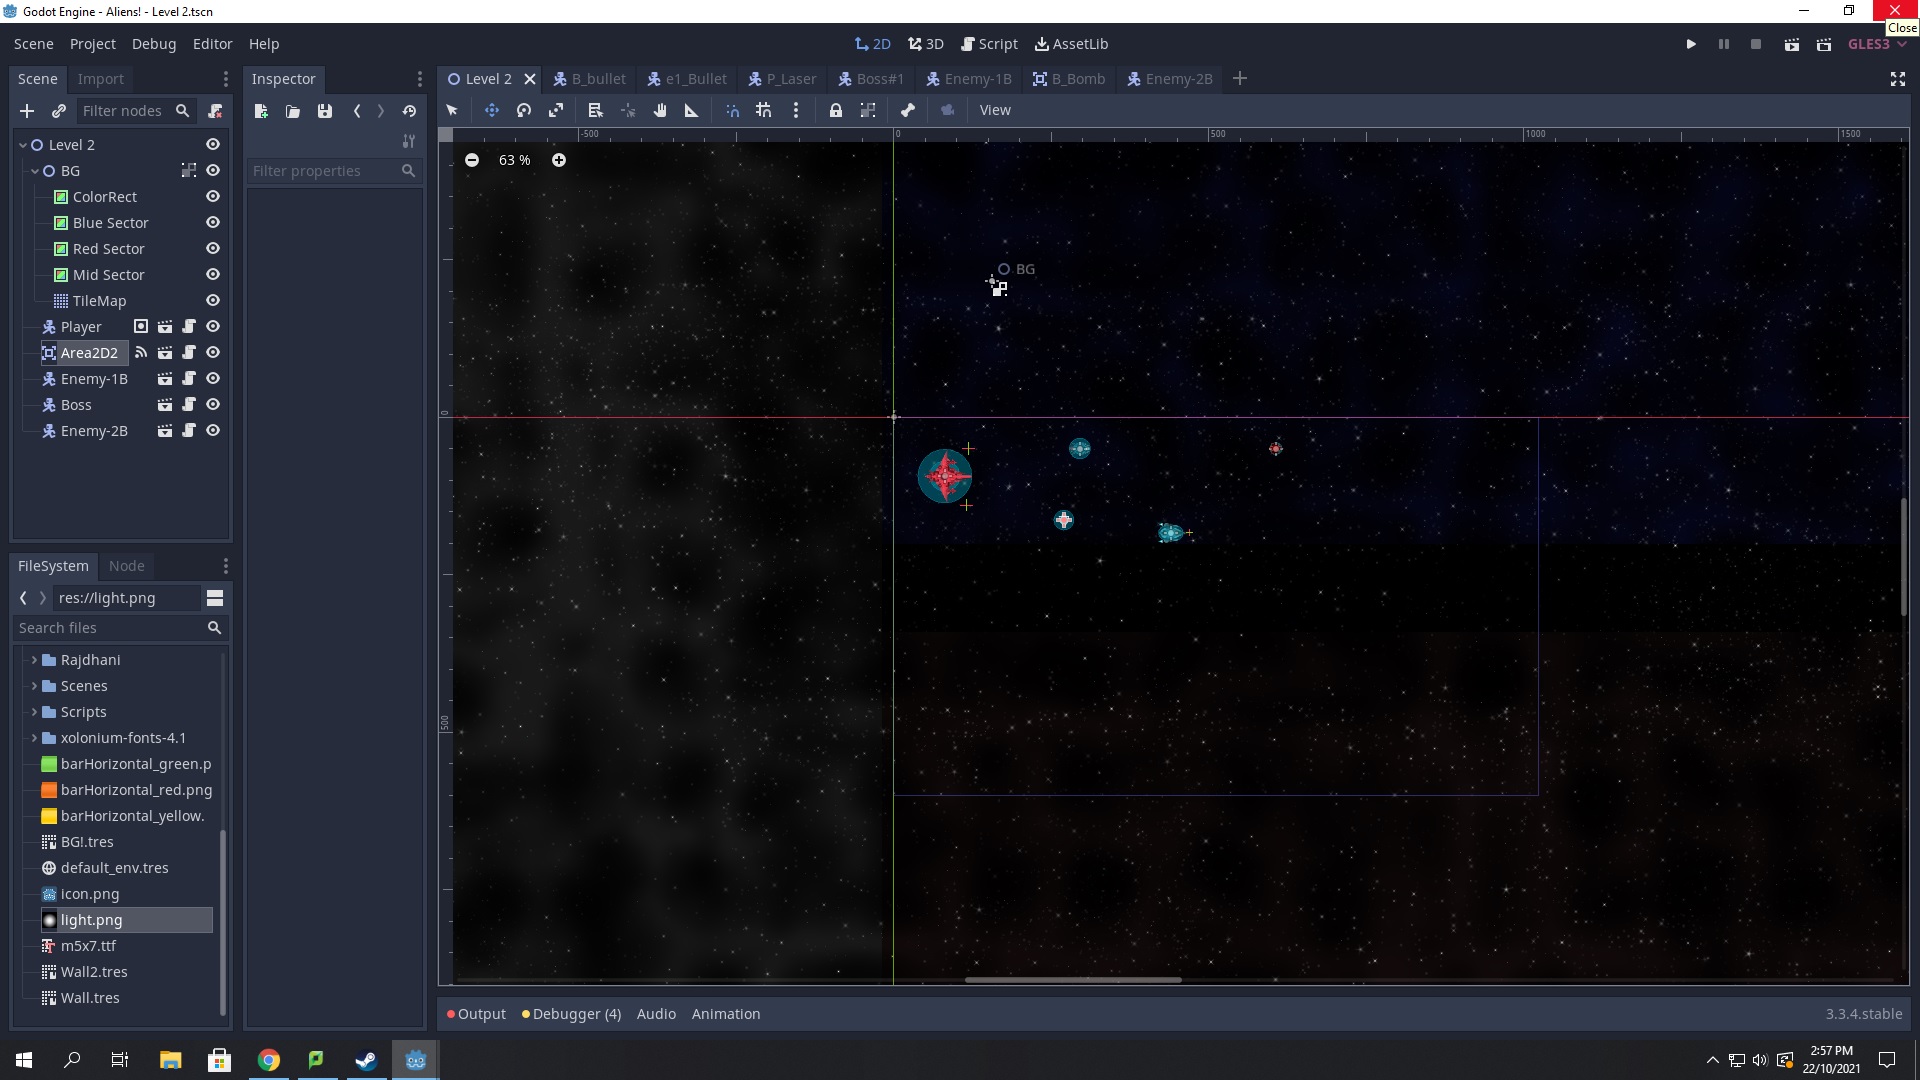 Godot Engine - Aliens! - Level 2.tscn
Close
Scene Project Debug Editor Help
2D 3D Script AssetLib
GLES3
Scene Import
Filter nodes
Level 2
BG
ColorRect
Blue Sector
Red Sector
Mid Sector
TileMap
Player
Area2D2
Enemy-1B
Boss
Enemy-2B
FileSystem Node
res://light.png
Search files
Rajdhani
Scenes
Scripts
xolonium-fonts-4.1
barHorizontal_green.p
barHorizontal_red.png
barHorizontal_yellow.
BG!.tres
default_env.tres
icon.png
light.png
m5x7.ttf
Wall2.tres
Wall.tres
Inspector
Filter properties
Level 2 B_bullet e1_Bullet P_Laser Boss#1 Enemy-1B B_Bomb Enemy-2B
View
-500 0 500 1000 1500
63 %
BG
0
500
Output Debugger (4) Audio Animation
3.3.4.stable
2:57 PM
22/10/2021